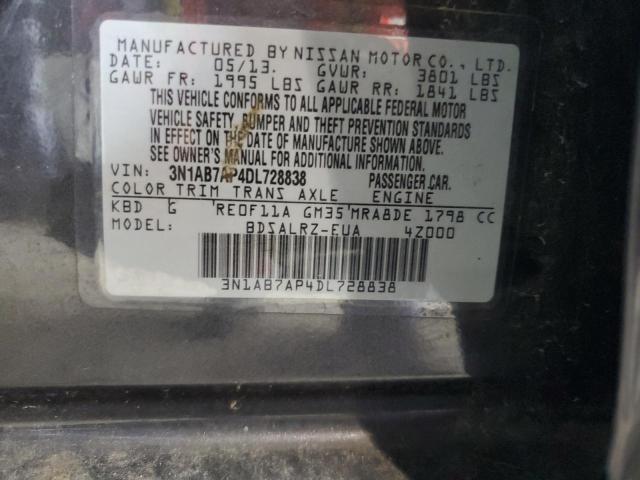 MANUFACTURED BY NISSAN MOTOR CO., LTD.
DATE: 05/13. GVWR: 3801 LBS
GAWR FR: 1995 LBS GAWR RR: 1841 LBS
THIS VEHICLE CONFORMS TO ALL APPLICABLE FEDERAL MOTOR
VEHICLE SAFETY, BUMPER AND THEFT PREVENTION STANDARDS
IN EFFECT ON THE DATE OF MANUFACTURE SHOWN ABOVE.
SEE OWNER'S MANUAL FOR ADDITIONAL INFORMATION.
VIN: 3N1AB7AP4DL728838 PASSENGER CAR.
COLOR TRIM TRANS AXLE ENGINE
KBD G RE0F11A GM35 MRA8DE 1798 CC
MODEL: BDSALRZ-EUA 4Z000
3N1AB7AP4DL728838